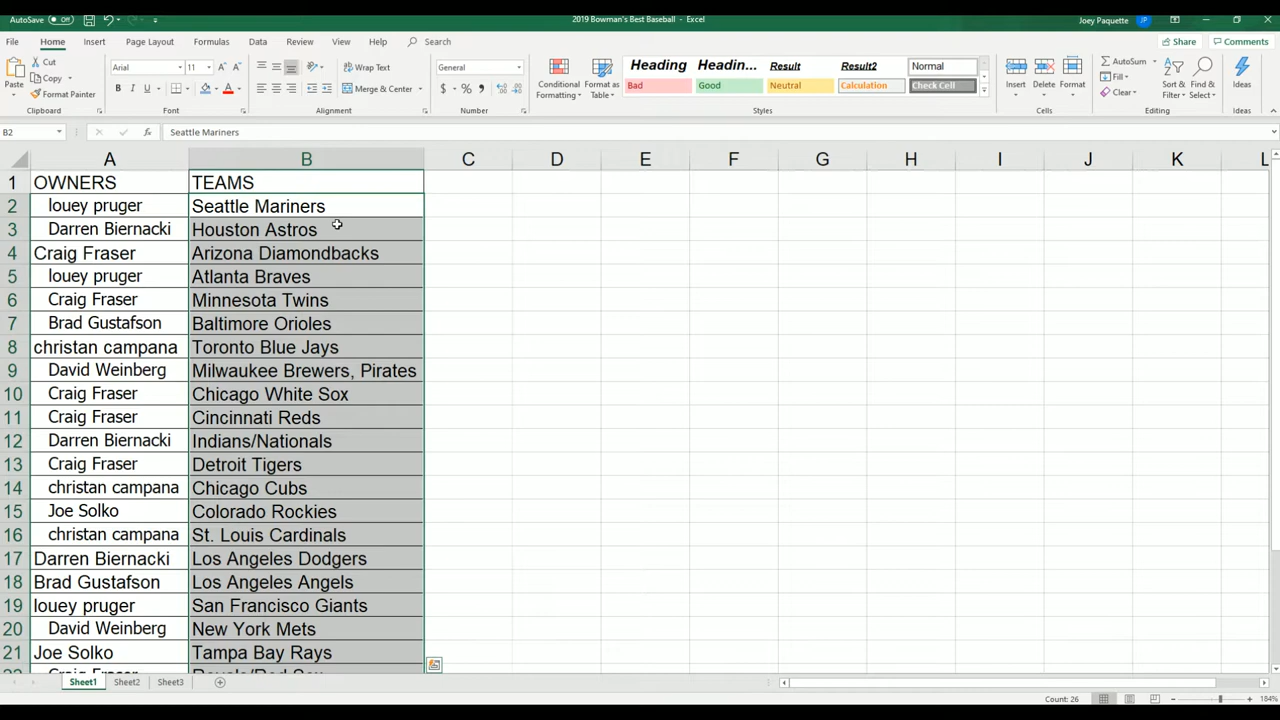 AutoSave Off 2019 Bowman's Best Baseball - Excel Joey Paquette JP
File Home Insert Page Layout Formulas Data Review View Help Search Share Comments
Cut Arial 11 Wrap Text General Heading Headin... Result Result2 Normal AutoSum
Copy
Paste Format Painter B I U Merge & Center $ % Conditional Formatting Format as Table Bad Good Neutral Calculation Check Cell Insert Delete Format Fill Clear Sort & Filter Find & Select Ideas
Clipboard Font Alignment Number Styles Cells Editing Ideas
B2 fx Seattle Mariners
A B C D E F G H I J K L
1 OWNERS TEAMS
2 louey pruger Seattle Mariners
3 Darren Biernacki Houston Astros
4 Craig Fraser Arizona Diamondbacks
5 louey pruger Atlanta Braves
6 Craig Fraser Minnesota Twins
7 Brad Gustafson Baltimore Orioles
8 christan campana Toronto Blue Jays
9 David Weinberg Milwaukee Brewers, Pirates
10 Craig Fraser Chicago White Sox
11 Craig Fraser Cincinnati Reds
12 Darren Biernacki Indians/Nationals
13 Craig Fraser Detroit Tigers
14 christan campana Chicago Cubs
15 Joe Solko Colorado Rockies
16 christan campana St. Louis Cardinals
17 Darren Biernacki Los Angeles Dodgers
18 Brad Gustafson Los Angeles Angels
19 louey pruger San Francisco Giants
20 David Weinberg New York Mets
21 Joe Solko Tampa Bay Rays
22 Craig Fraser Royals/Red Sox
Sheet1 Sheet2 Sheet3
Count: 26 184%